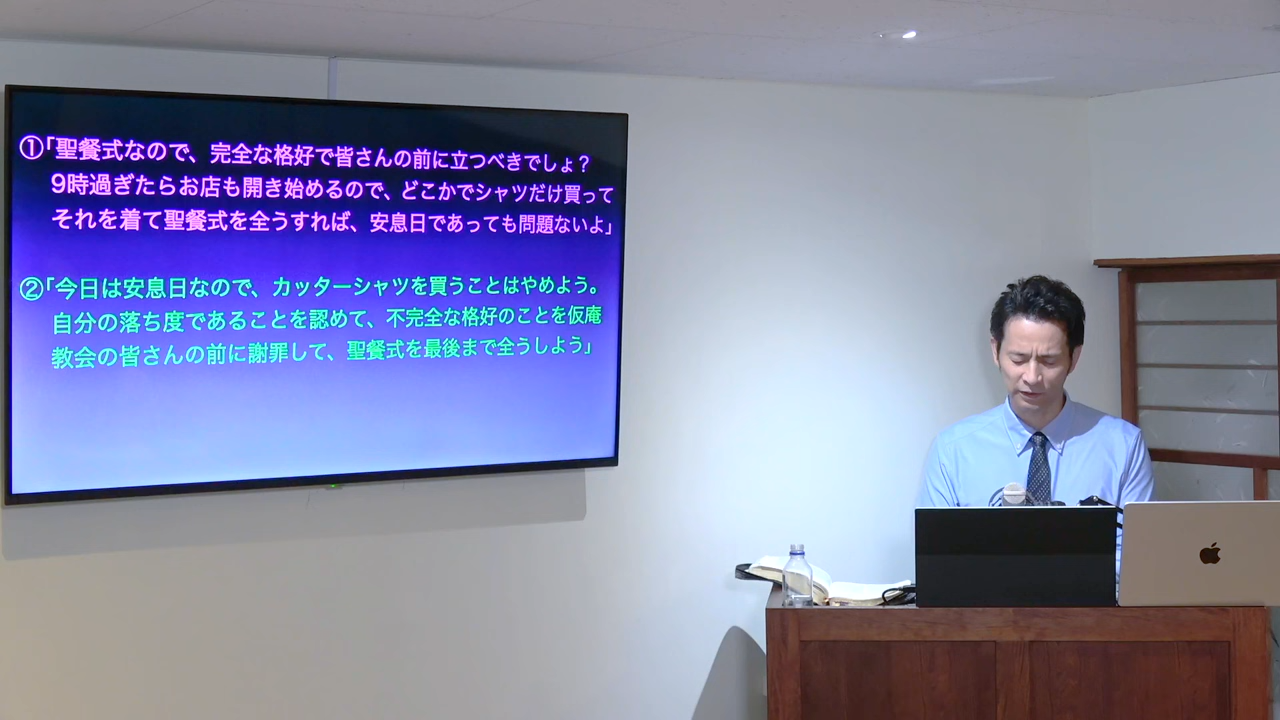 ①「聖餐式なので、完全な格好で皆さんの前に立つべきでしょ?
9時過ぎたらお店も開き始めるので、どこかでシャツだけ買って
それを着て聖餐式を全うすれば、安息日であっても問題ないよ」
②「今日は安息日なので、カッターシャツを買うことはやめよう。
自分の落ち度であることを認めて、不完全な格好のことを仮庵
教会の皆さんの前に謝罪して、聖餐式を最後まで全うしよう」